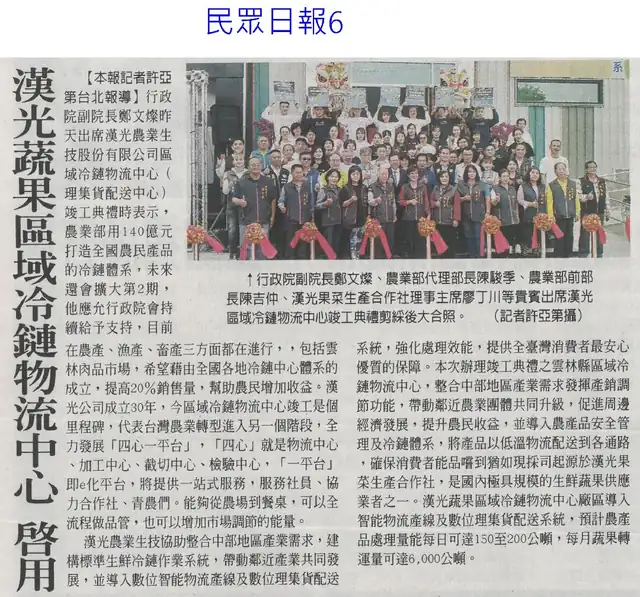 民眾日報6
漢光蔬果區域冷鏈物流中心 啓用
【本報記者許亞
第台北報導】行政
院副院長鄭文燦昨
天出席漢光農業生
技股份有限公司區
域冷鏈物流中心（
理集貨配送中心）
竣工典禮時表示，
農業部用140億元
打造全國農民產品
的冷鏈體系，未來
還會擴大第2期，
他應允行政院會持
續給予支持，目前
在農產、漁產、畜產三方面都在進行，，包括雲
林肉品市場，希望藉由全國各地冷鏈中心體系的
成立，提高20％銷售量，幫助農民增加收益。漢
光公司成立30年，今區域冷鏈物流中心竣工是個
里程碑，代表台灣農業轉型進入另一個階段，全
力發展「四心一平台」，「四心」就是物流中心、
加工中心、截切中心、檢驗中心，「一平台」
即e化平台，將提供一站式服務，服務社員、協
力合作社、青農們。能夠從農場到餐桌，可以全
流程做品管，也可以增加市場調節的能量。
漢光農業生技協助整合中部地區產業需求，建
構標準生鮮冷鏈作業系統，帶動鄰近產業共同發
展，並導入數位智能物流產線及數位理集貨配送
系
↑行政院副院長鄭文燦、農業部代理部長陳駿季、農業部前部
長陳吉仲、漢光果菜生產合作社理事主席廖丁川等貴賓出席漢光
區域冷鏈物流中心竣工典禮剪綵後大合照。 （記者許亞第攝）
系統，強化處理效能，提供全臺灣消費者最安心
優質的保障。本次辦理竣工典禮之雲林縣區域冷
鏈物流中心，整合中部地區產業需求發揮產銷調
節功能，帶動鄰近農業團體共同升級，促進周邊
經濟發展，提升農民收益，並導入農產品安全管
理及冷鏈體系，將產品以低溫物流配送到各通路
，確保消費者能品嚐到猶如現採司起源於漢光果
菜生產合作社，是國內極具規模的生鮮蔬果供應
業者之一。漢光蔬果區域冷鏈物流中心廠區導入
智能物流產線及數位理集貨配送系統，預計農產
品處理量能每日可達150至200公噸，每月蔬果轉
運量可達6,000公噸。